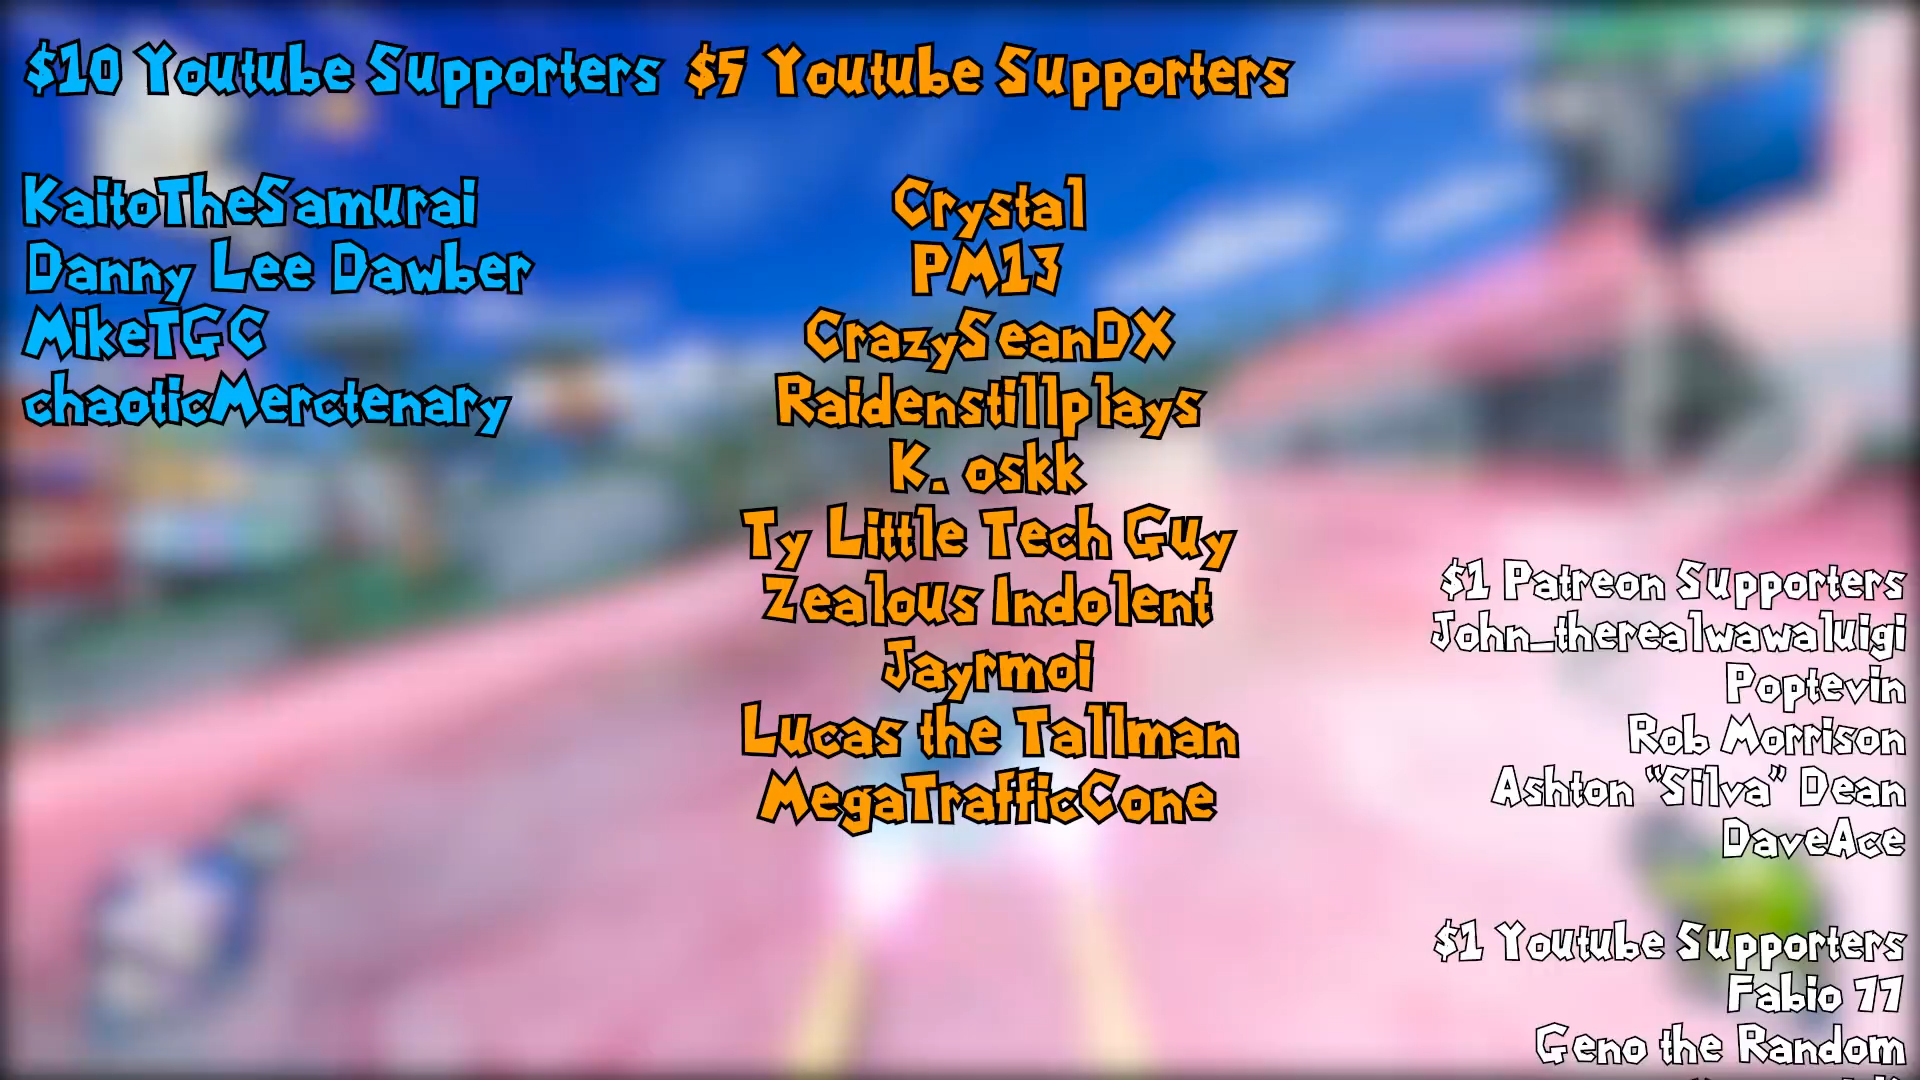 $10 Youtube Supporters
KaitoTheSamurai
Danny Lee Dawber
MikeTGC
chaoticMerctenary
$5 Youtube Supporters
Crystal
PM13
CrazySeanDX
Raidenstillplays
K. oskk
Ty Little Tech Guy
Zealous Indolent
Jayrmoi
Lucas the Tallman
MegaTrafficCone
$1 Patreon Supporters
John_therealwawaluigi
Poptevin
Rob Morrison
Ashton “Silva” Dean
DaveAce
$1 Youtube Supporters
Fabio 77
Geno the Random